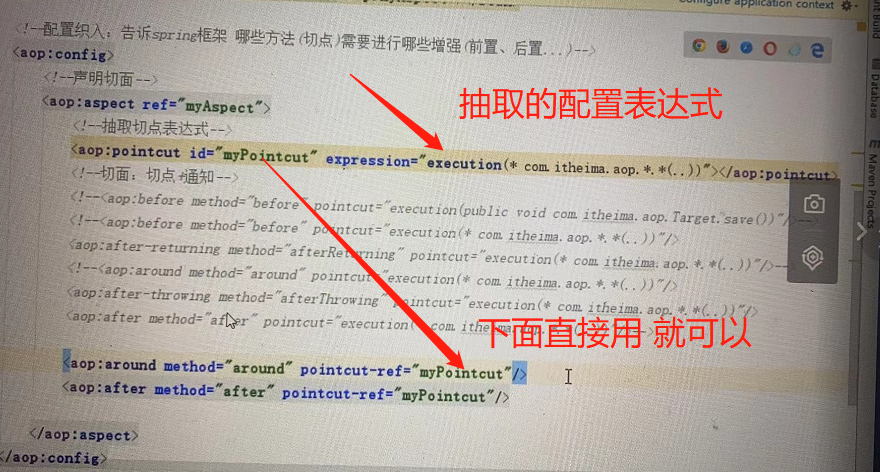 Configure application context
<!--配置织入：告诉spring框架 哪些方法(切点)需要进行哪些增强(前置、后置...)-->
<aop:config>
<!--声明切面-->
<aop:aspect ref="myAspect">
抽取的配置表达式
<!--抽取切点表达式-->
<aop:pointcut id="myPointcut" expression="execution(* com.itheima.aop.*.*(..))"></aop:pointcut>
<!--切面：切点+通知-->
<!--<aop:before method="before" pointcut="execution(public void com.itheima.aop.Target.save())"/>-->
<!--<aop:before method="before" pointcut="execution(* com.itheima.aop.*.*(..))"/>
<aop:after-returning method="afterReturning" pointcut="execution(* com.itheima.aop.*.*(..))"/>-->
<!--<aop:around method="around" pointcut="execution(* com.itheima.aop.*.*(..))"/>
<aop:after-throwing method="afterThrowing" pointcut="execution(* com.itheima.aop.*.*(..))"/>
<aop:after method="after" pointcut="execution(* com.itheima.aop.*.*(..))"/>-->
下面直接用 就可以
<aop:around method="around" pointcut-ref="myPointcut"/>
<aop:after method="after" pointcut-ref="myPointcut"/>
</aop:aspect>
</aop:config>
Build
Database
Maven Projects